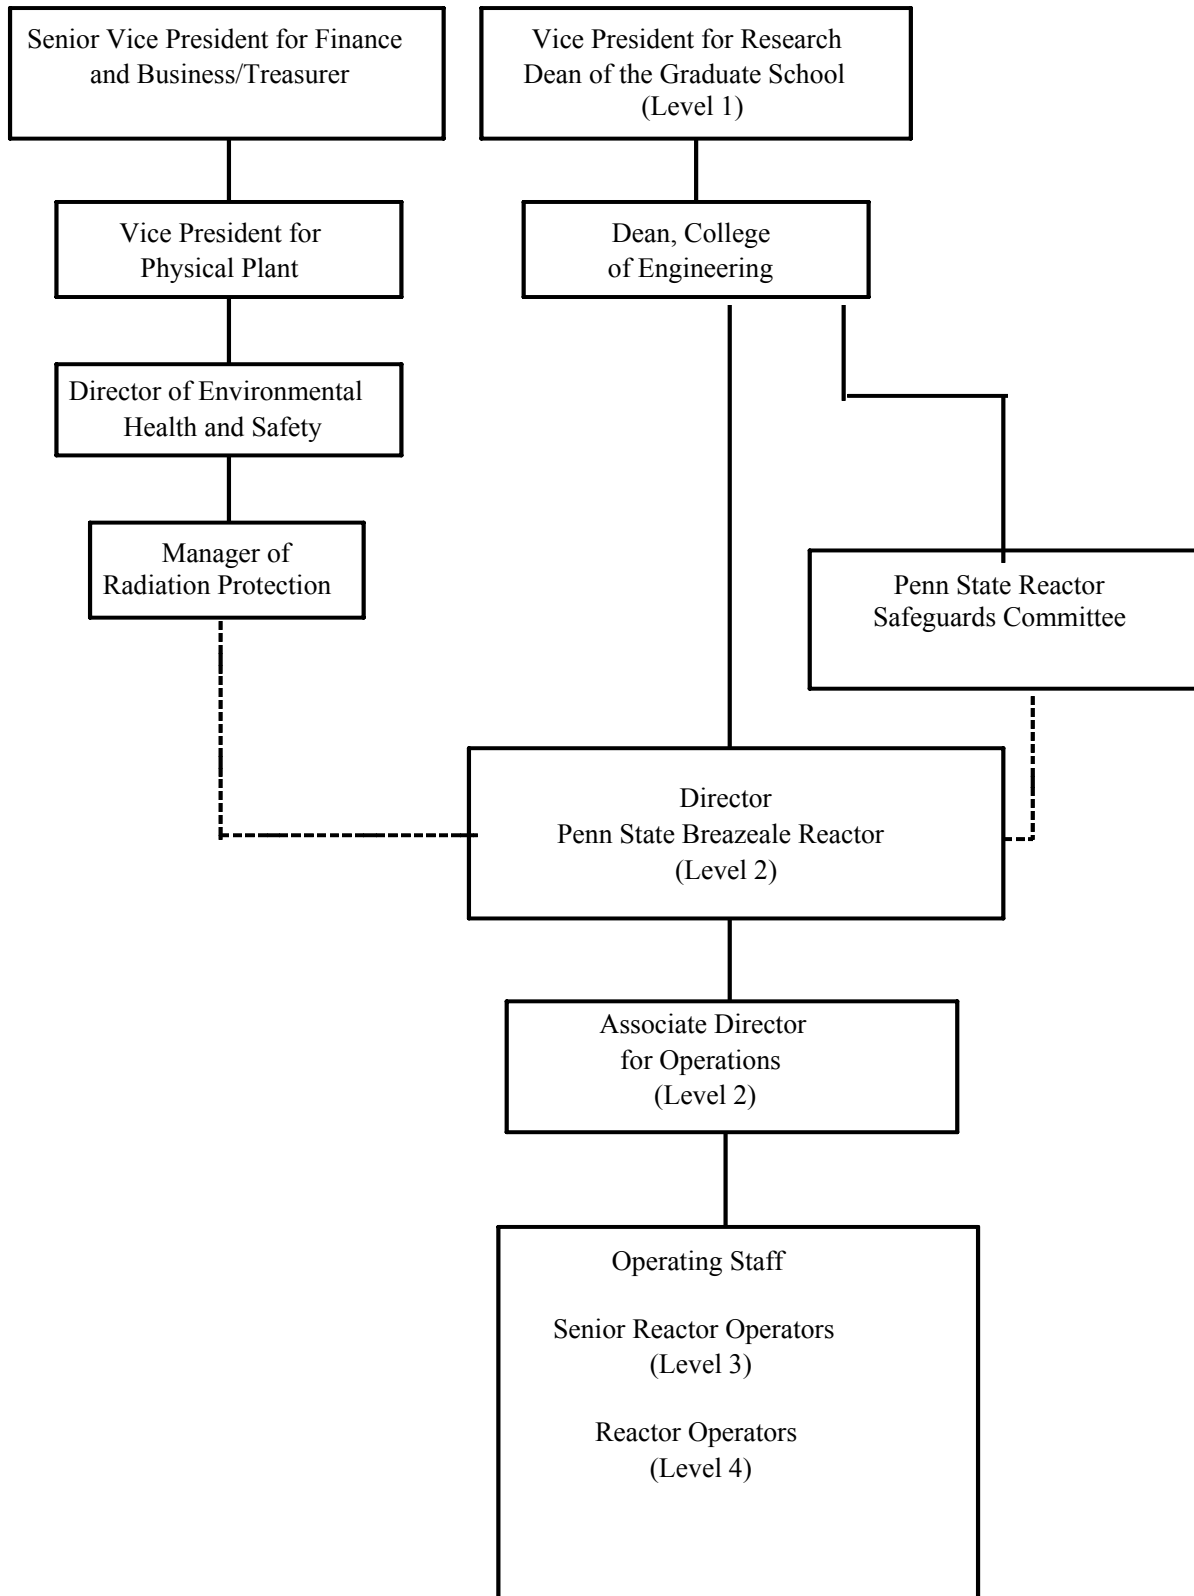 Senior Vice President for Finance
and Business/Treasurer
Vice President for Research
Dean of the Graduate School
(Level 1)
Vice President for
Physical Plant
Dean, College
of Engineering
Director of Environmental
Health and Safety
Manager of
Radiation Protection
Penn State Reactor
Safeguards Committee
Director
Penn State Breazeale Reactor
(Level 2)
Associate Director
for Operations
(Level 2)
Operating Staff
Senior Reactor Operators
(Level 3)
Reactor Operators
(Level 4)